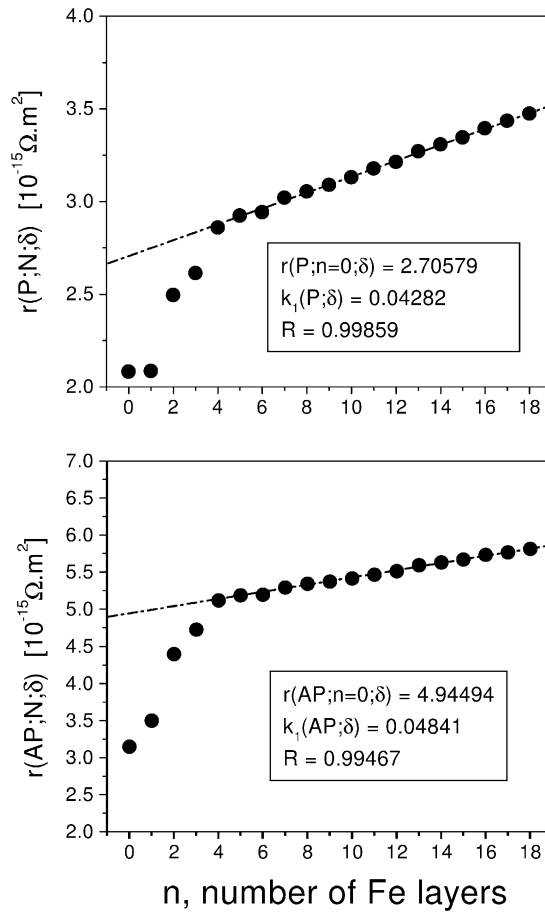 4.0
3.5
3.0
2.5
2.0
r(P;N;δ) [10⁻¹⁵Ω.m²]
r(P;n=0;δ) = 2.70579
k₁(P;δ) = 0.04282
R = 0.99859
0 2 4 6 8 10 12 14 16 18
7.0
6.5
6.0
5.5
5.0
4.5
4.0
3.5
3.0
2.5
2.0
r(AP;N;δ) [10⁻¹⁵Ω.m²]
r(AP;n=0;δ) = 4.94494
k₁(AP;δ) = 0.04841
R = 0.99467
0 2 4 6 8 10 12 14 16 18
n, number of Fe layers